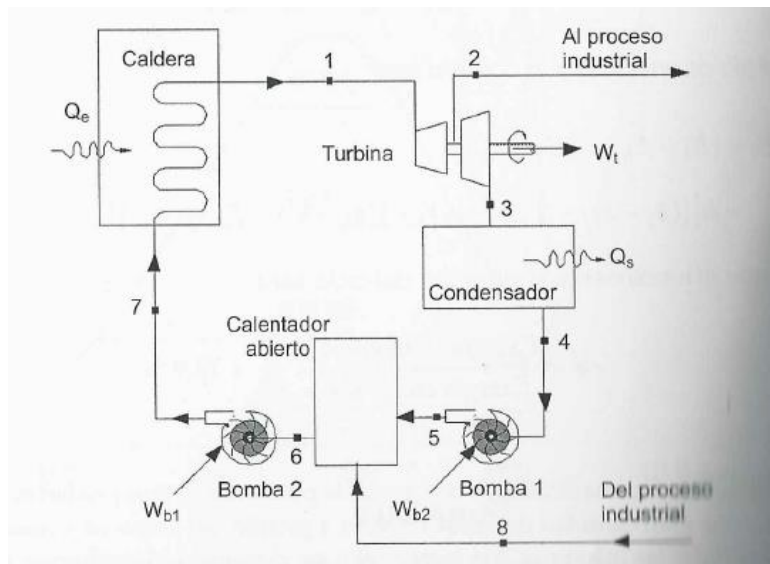 Caldera
1
2
Al proceso
industrial
Qe
Turbina
Wt
3
Qs
Condensador
7
Calentador
abierto
4
5
6
Bomba 2
Wb1
Bomba 1
Wb2
Del proceso
industrial
8